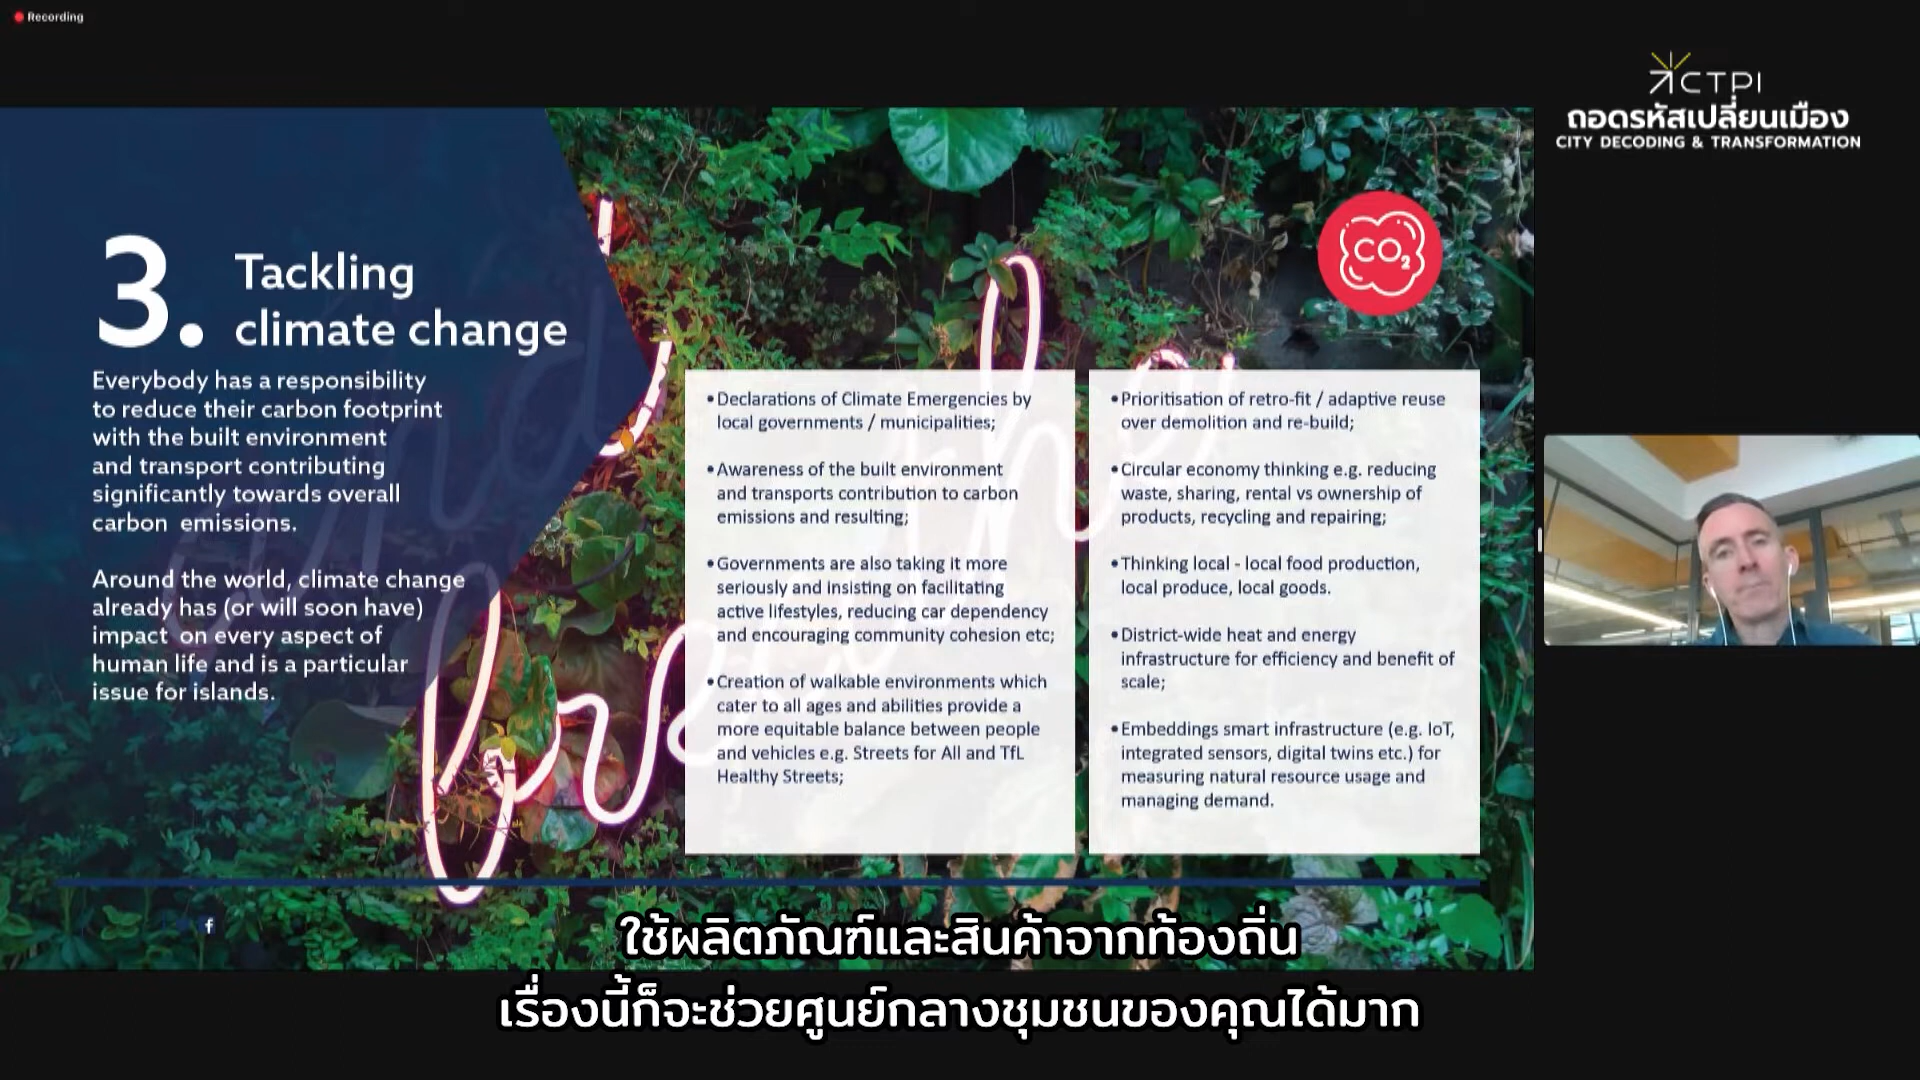 Recording
ACTPI
ถอดรหัสเปลี่ยนเมือง
CITY DECODING & TRANSFORMATION
CO₂
3. Tackling
climate change
Everybody has a responsibility
to reduce their carbon footprint
with the built environment
and transport contributing
significantly towards overall
carbon emissions.
Around the world, climate change
already has (or will soon have)
impact on every aspect of
human life and is a particular
issue for islands.
•Declarations of Climate Emergencies by
local governments / municipalities;
•Awareness of the built environment
and transports contribution to carbon
emissions and resulting;
•Governments are also taking it more
seriously and insisting on facilitating
active lifestyles, reducing car dependency
and encouraging community cohesion etc;
•Creation of walkable environments which
cater to all ages and abilities provide a
more equitable balance between people
and vehicles e.g. Streets for All and TfL
Healthy Streets;
•Prioritisation of retro-fit / adaptive reuse
over demolition and re-build;
•Circular economy thinking e.g. reducing
waste, sharing, rental vs ownership of
products, recycling and repairing;
•Thinking local - local food production,
local produce, local goods.
•District-wide heat and energy
infrastructure for efficiency and benefit of
scale;
•Embeddings smart infrastructure (e.g. IoT,
integrated sensors, digital twins etc.) for
measuring natural resource usage and
managing demand.
f
ใช้ผลิตภัณฑ์และสินค้าจากท้องถิ่น
เรื่องนี้ก็จะช่วยศูนย์กลางชุมชนของคุณได้มาก